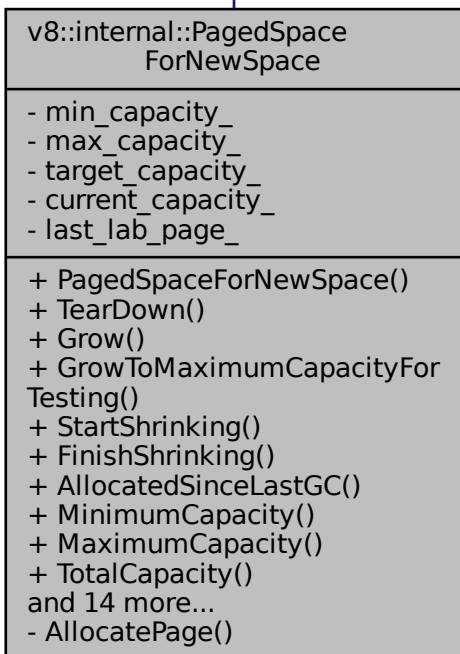 v8::internal::PagedSpace
ForNewSpace
- min_capacity_
- max_capacity_
- target_capacity_
- current_capacity_
- last_lab_page_
+ PagedSpaceForNewSpace()
+ TearDown()
+ Grow()
+ GrowToMaximumCapacityFor
Testing()
+ StartShrinking()
+ FinishShrinking()
+ AllocatedSinceLastGC()
+ MinimumCapacity()
+ MaximumCapacity()
+ TotalCapacity()
and 14 more...
- AllocatePage()